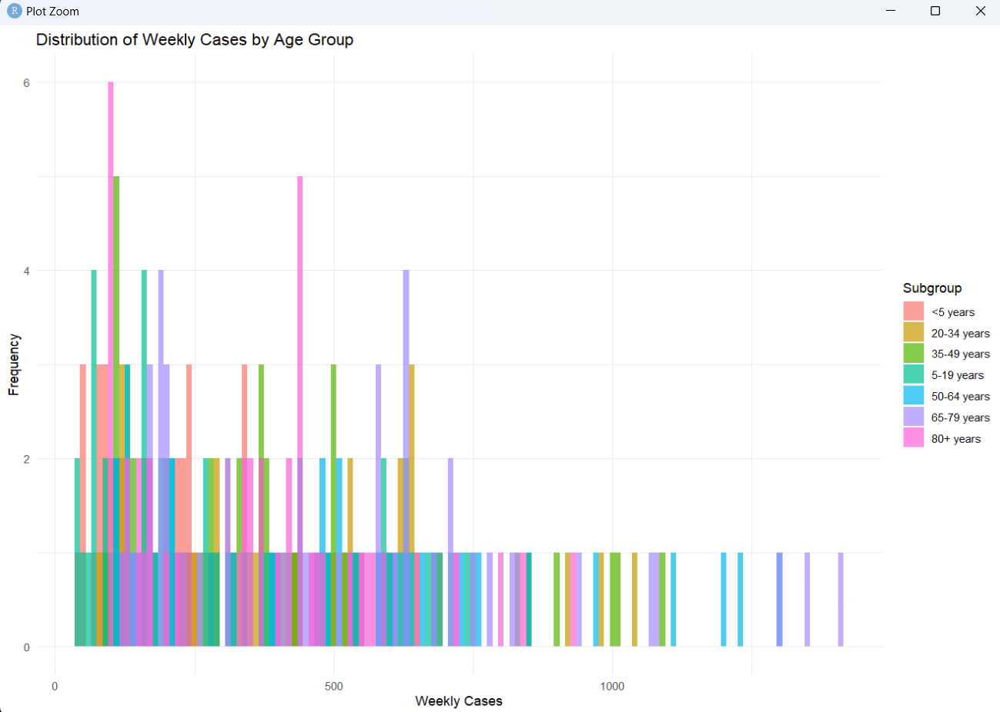 R Plot Zoom
Distribution of Weekly Cases by Age Group
6
4
2
0
Frequency
0 500 1000
Weekly Cases
Subgroup
<5 years
20-34 years
35-49 years
5-19 years
50-64 years
65-79 years
80+ years